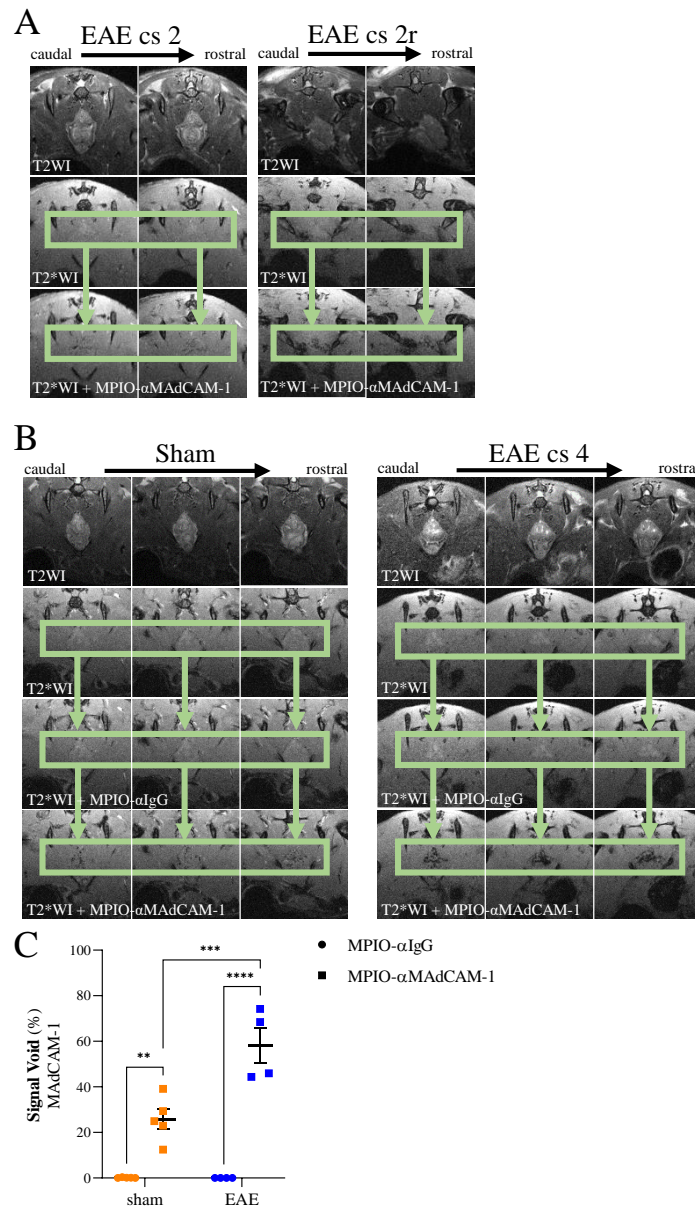 A
EAE cs 2
caudal rostral
T2WI
T2*WI
T2*WI + MPIO-αMAdCAM-1
EAE cs 2r
caudal rostral
T2WI
T2*WI
T2*WI + MPIO-αMAdCAM-1
B
Sham
caudal rostral
T2WI
T2*WI
T2*WI + MPIO-αIgG
T2*WI + MPIO-αMAdCAM-1
EAE cs 4
caudal rostral
T2WI
T2*WI
T2*WI + MPIO-αIgG
T2*WI + MPIO-αMAdCAM-1
C
Signal Void (%)
MAdCAM-1
100
80
60
40
20
0
**
***
****
sham EAE
MPIO-αIgG
MPIO-αMAdCAM-1